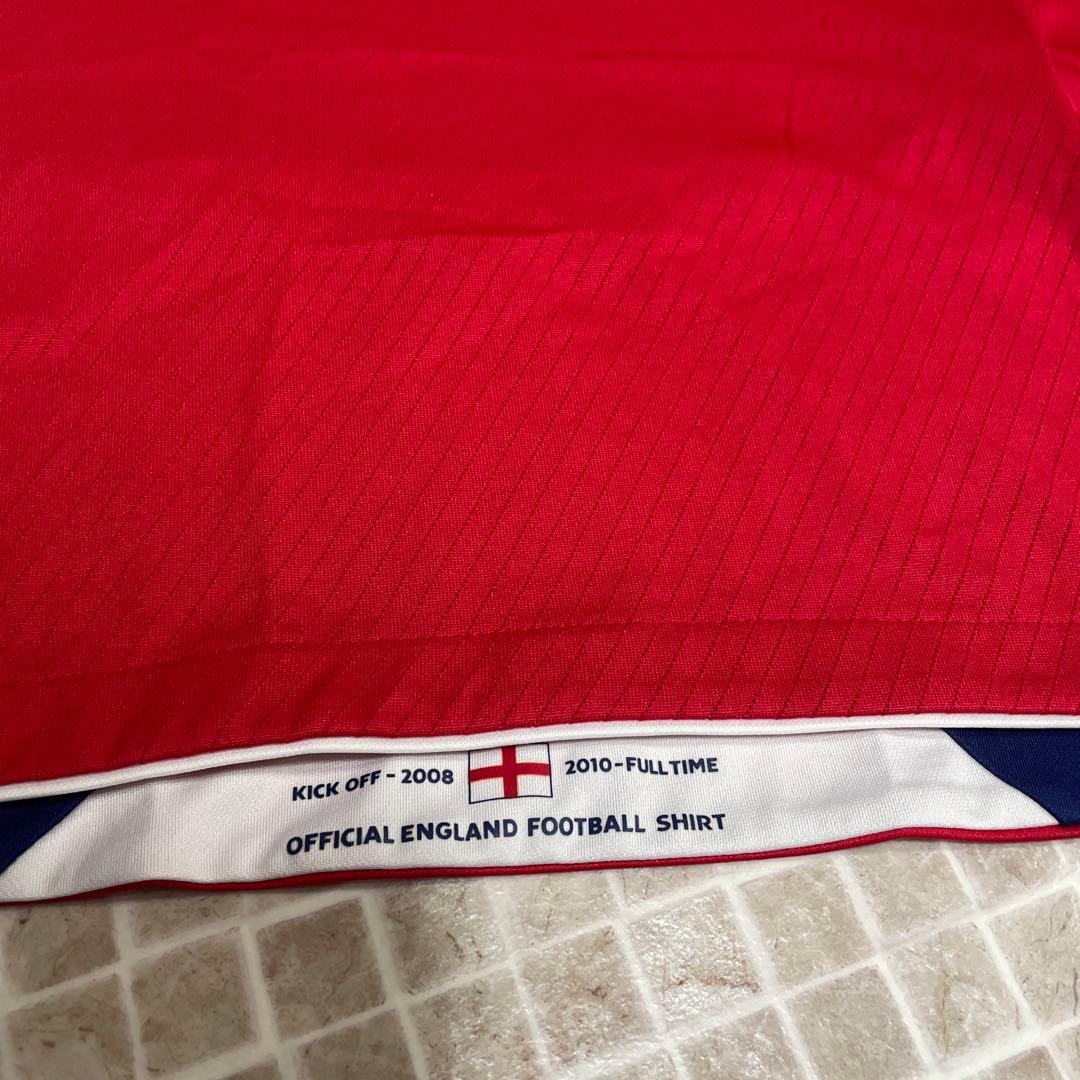 KICK OFF - 2008 2010 - FULL TIME
OFFICIAL ENGLAND FOOTBALL SHIRT